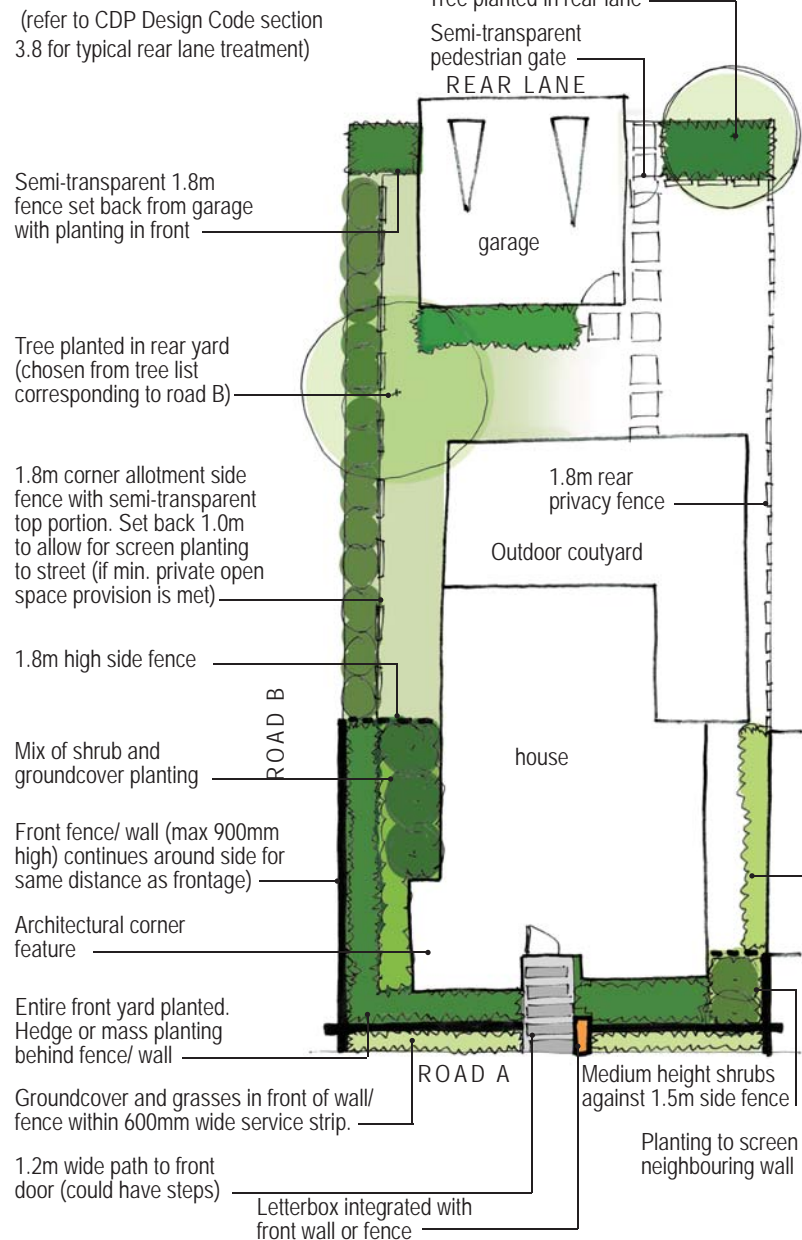 (refer to CDP Design Code section
3.8 for typical rear lane treatment)
Tree planted in rear lane
Semi-transparent
pedestrian gate
REAR LANE
Semi-transparent 1.8m
fence set back from garage
with planting in front
garage
Tree planted in rear yard
(chosen from tree list
corresponding to road B)
1.8m corner allotment side
fence with semi-transparent
top portion. Set back 1.0m
to allow for screen planting
to street (if min. private open
space provision is met)
1.8m rear
privacy fence
Outdoor coutyard
1.8m high side fence
ROAD B
house
Mix of shrub and
groundcover planting
Front fence/ wall (max 900mm
high) continues around side for
same distance as frontage)
Architectural corner
feature
Entire front yard planted.
Hedge or mass planting
behind fence/ wall
ROAD A
Groundcover and grasses in front of wall/
fence within 600mm wide service strip.
1.2m wide path to front
door (could have steps)
Letterbox integrated with
front wall or fence
Medium height shrubs
against 1.5m side fence
Planting to screen
neighbouring wall